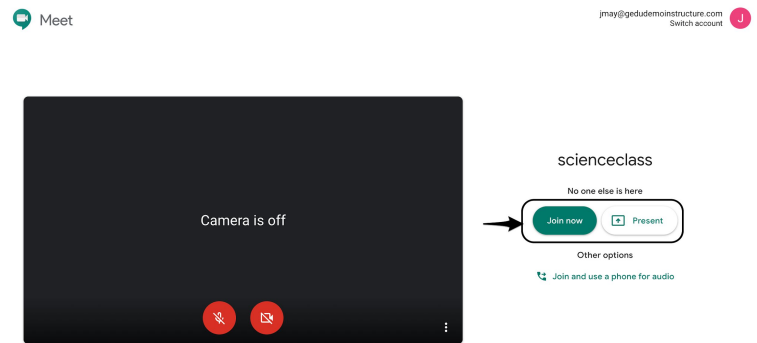 Meet
jmay@gedudemoinstructure.com
Switch account
J
Camera is off
scienceclass
No one else is here
Join now
Present
Other options
Join and use a phone for audio